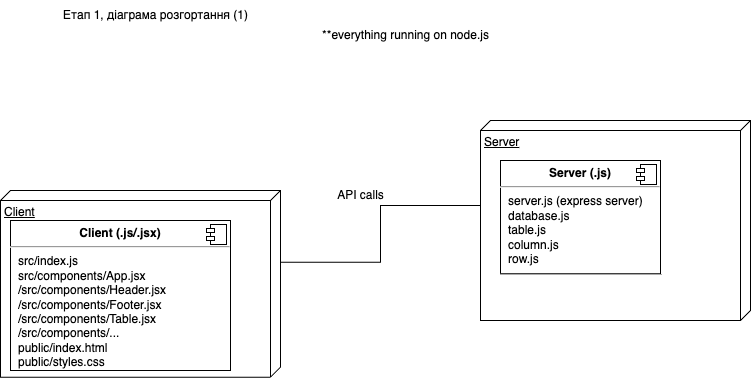 Етап 1, діаграма розгортання (1)
**everything running on node.js
Server
Server (.js)
server.js (express server)
database.js
table.js
column.js
row.js
API calls
Client
Client (.js/.jsx)
src/index.js
src/components/App.jsx
/src/components/Header.jsx
/src/components/Footer.jsx
/src/components/Table.jsx
/src/components/...
public/index.html
public/styles.css